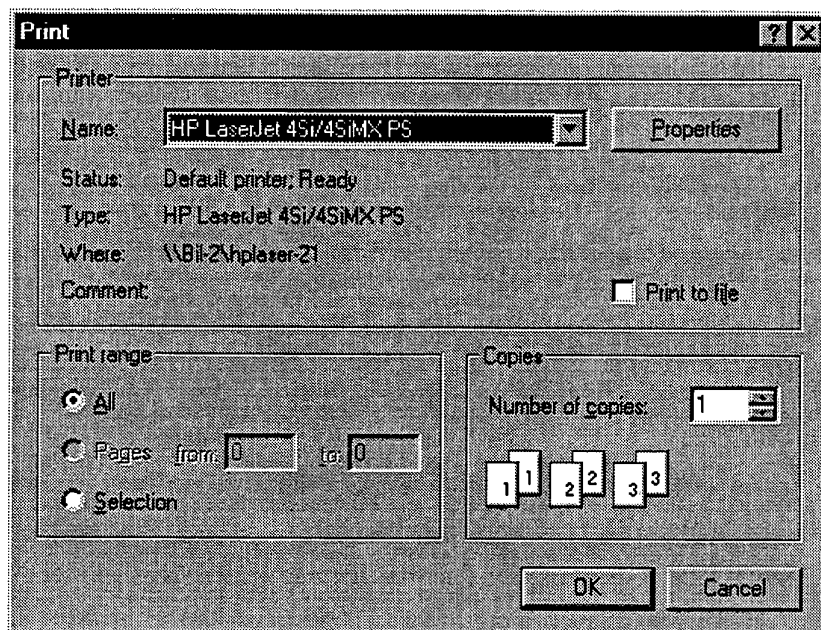 Print
Printer
Name: HP LaserJet 4Si/4SiMX PS Properties
Status: Default printer; Ready
Type: HP LaserJet 4Si/4SiMX PS
Where: \\Bil-2\hplaser-21
Comment: Print to file
Print range
All
Pages from: 0 to: 0
Selection
Copies
Number of copies: 1
1 1 2 2 3 3
OK Cancel